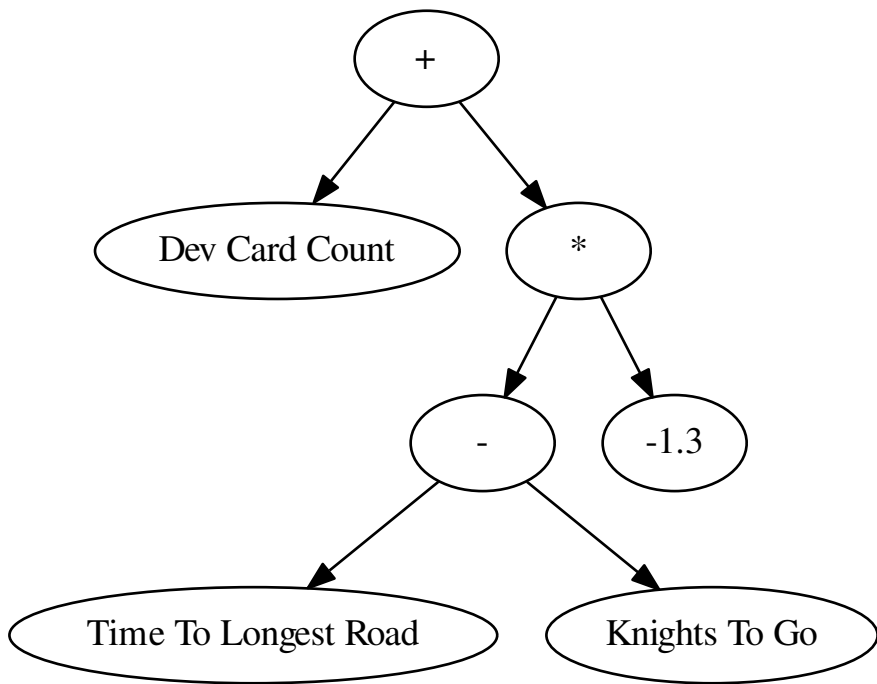 +
Dev Card Count
*
-
-1.3
Time To Longest Road
Knights To Go